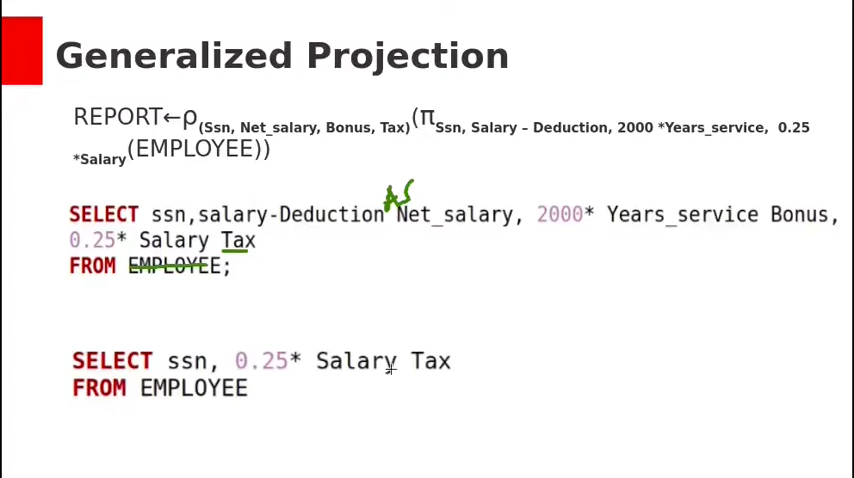 Generalized Projection
REPORT←ρ(Ssn, Net_salary, Bonus, Tax)(πSsn, Salary – Deduction, 2000 *Years_service, 0.25
*Salary(EMPLOYEE))
AS
SELECT ssn,salary-Deduction Net_salary, 2000* Years_service Bonus,
0.25* Salary Tax
FROM EMPLOYEE;
SELECT ssn, 0.25* Salary Tax
FROM EMPLOYEE